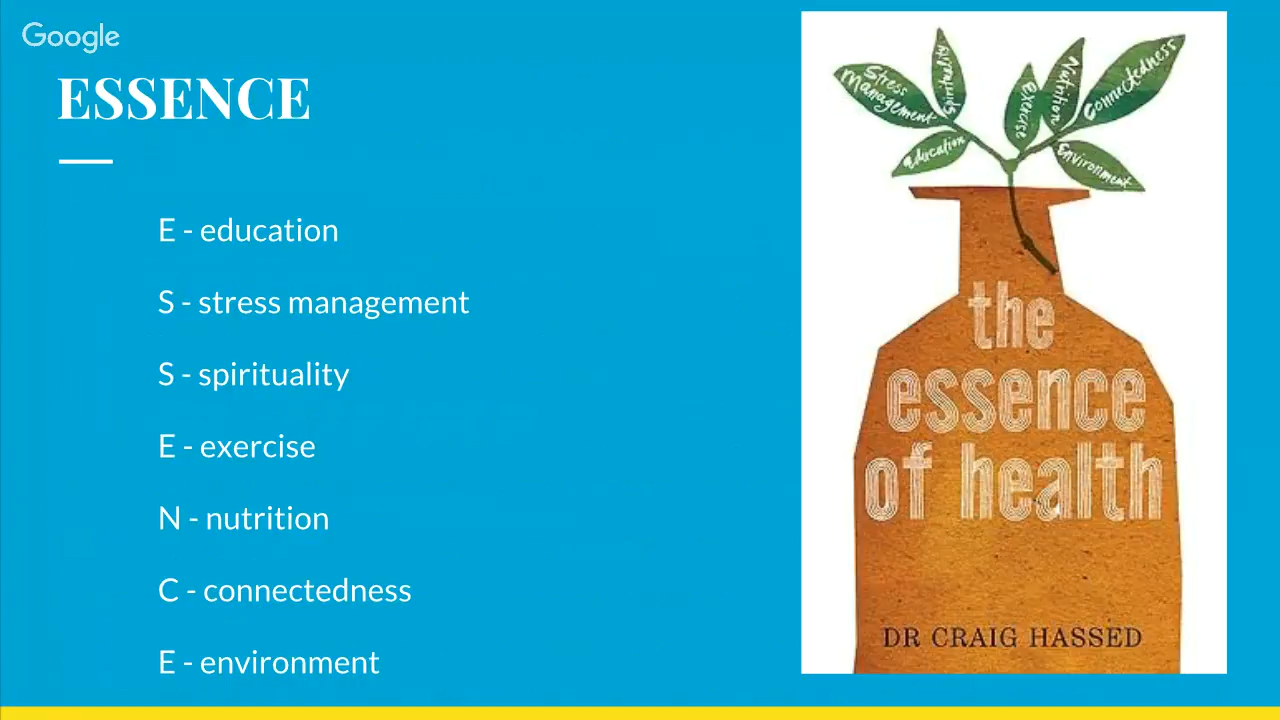 Google
ESSENCE
E - education
S - stress management
S - spirituality
E - exercise
N - nutrition
C - connectedness
E - environment
Stress
Management
Spirituality
Education
exercise
Nutrition
Connectedness
Environment
the
essence
of health
DR CRAIG HASSED